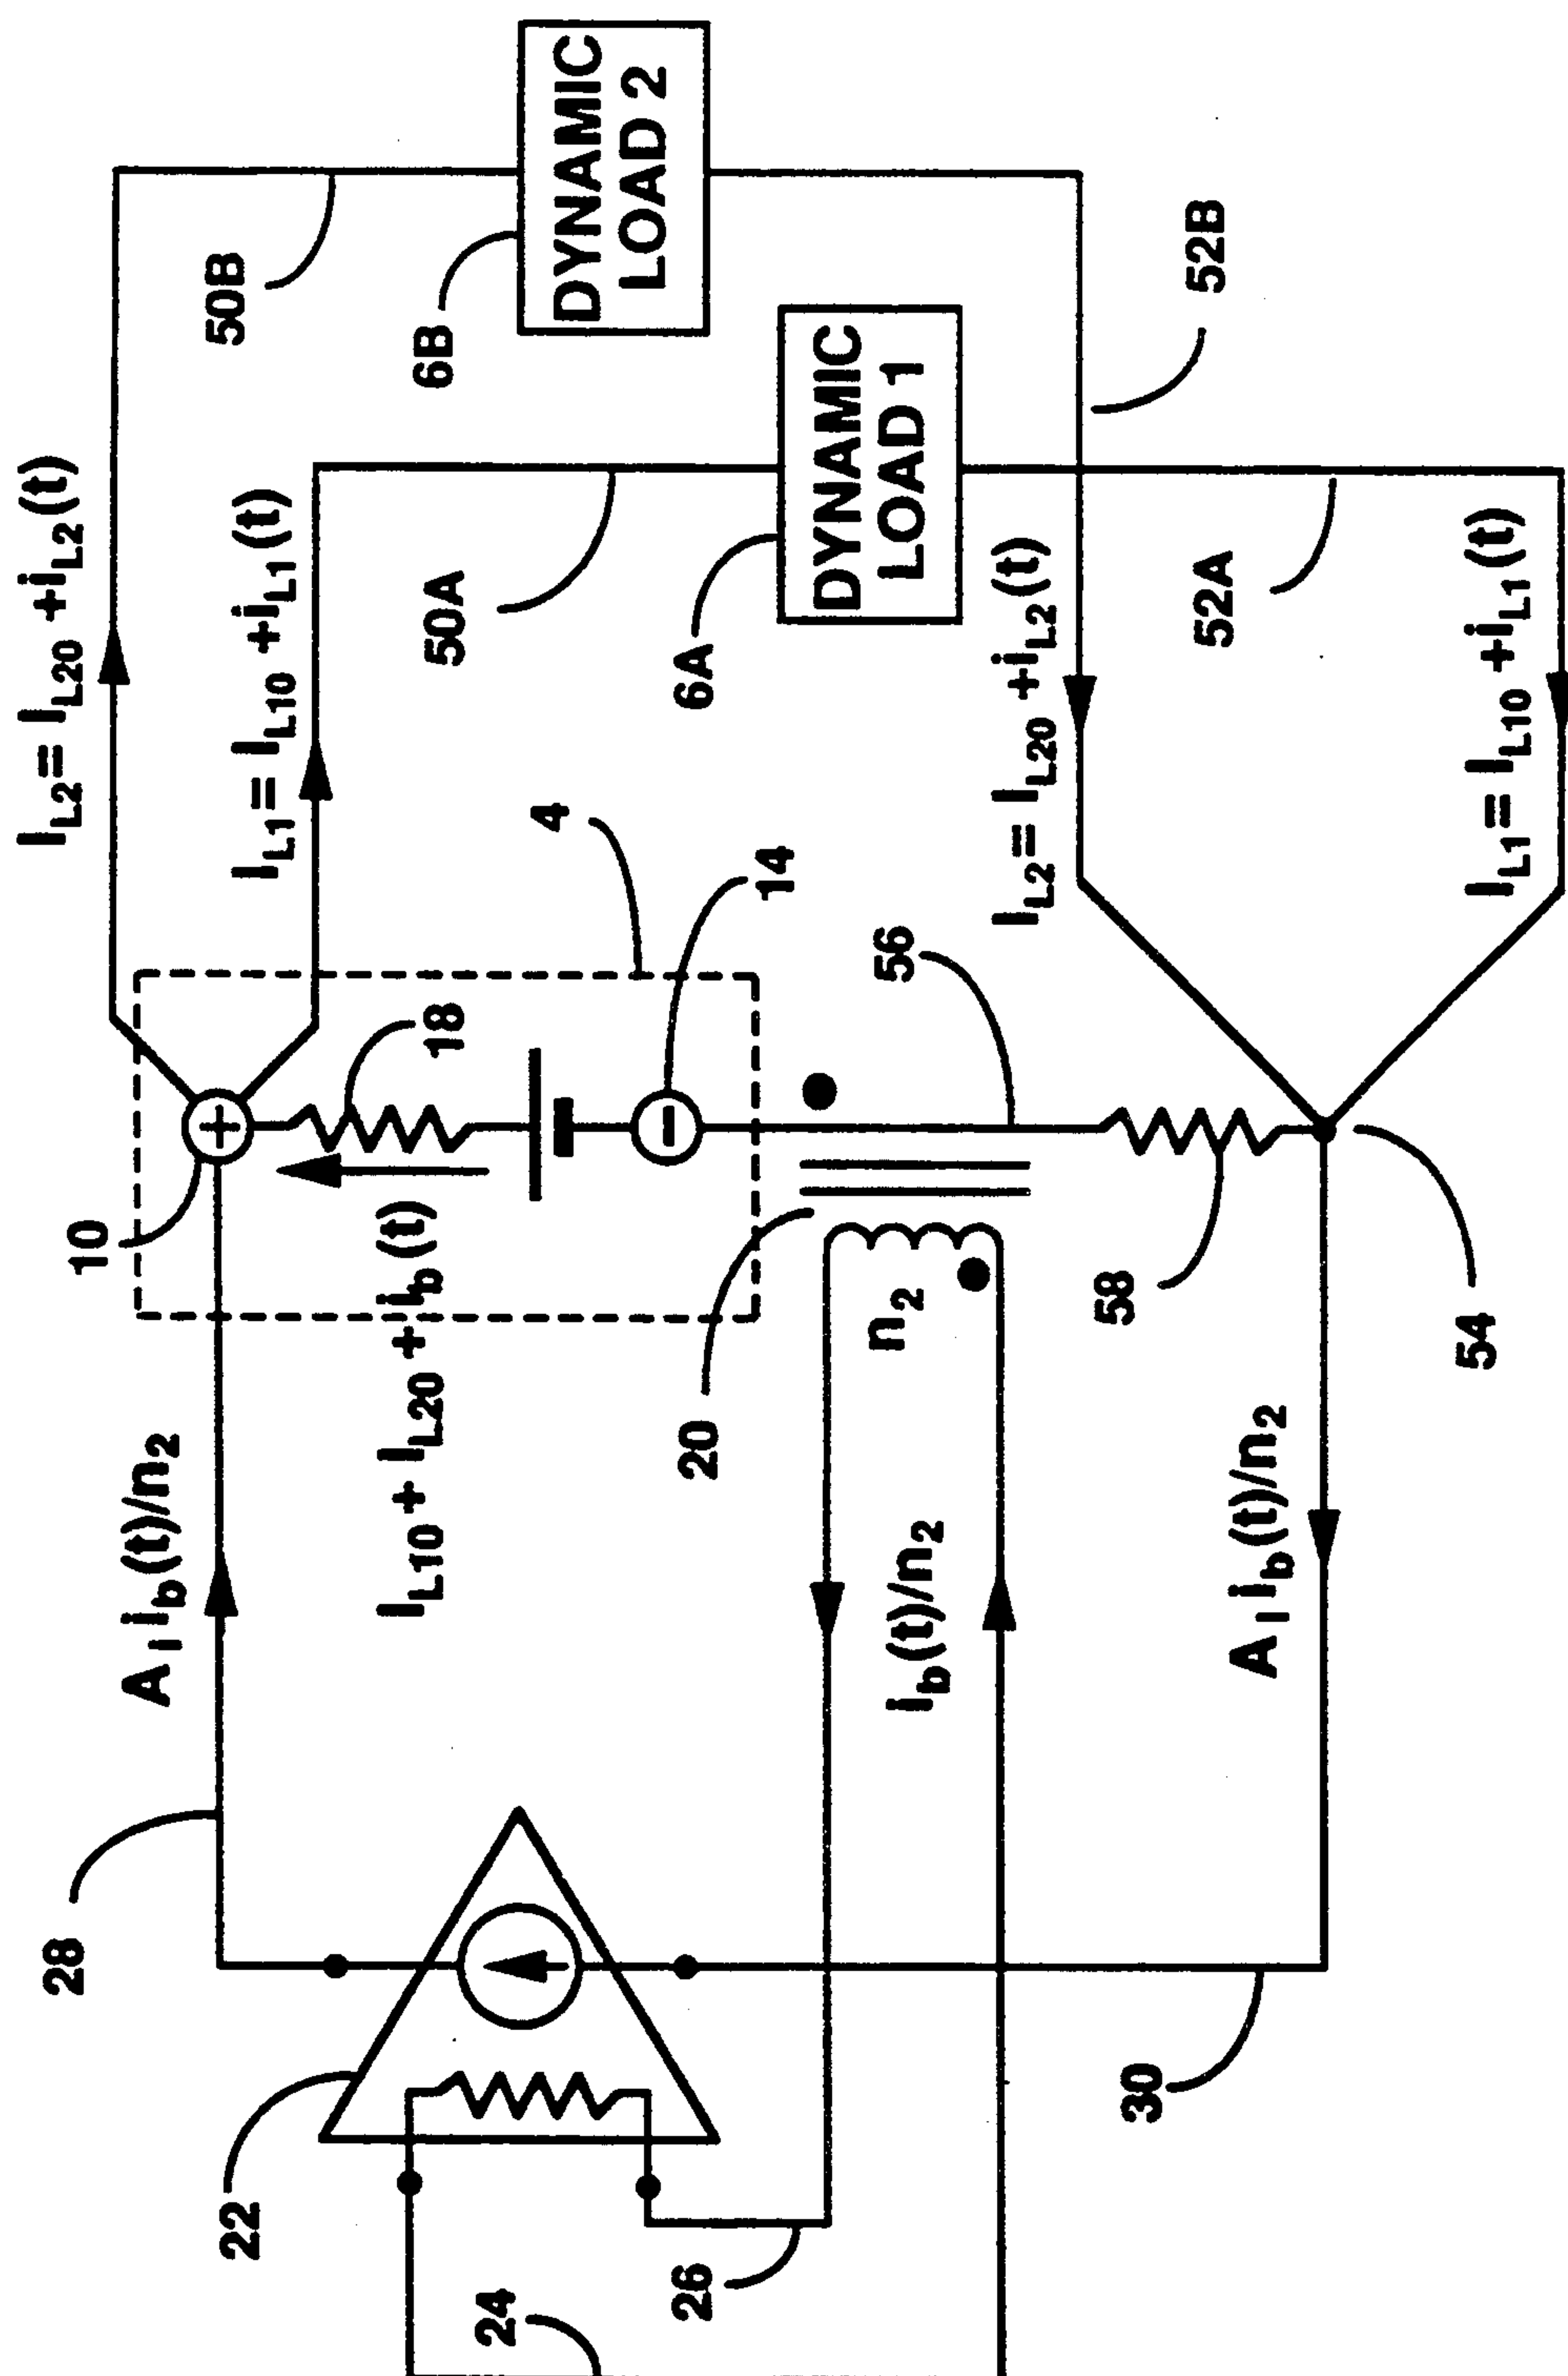 I_L2 = I_L20 + i_L2 (t)
I_L1 = I_L10 + i_L1 (t)
50B
6B
DYNAMIC
LOAD 2
50A
6A
DYNAMIC
LOAD 1
52B
4
14
18
10
I_L10 + I_L20 + i_b (t)
A_I i_b (t)/n_2
28
22
24
26
20
n_2
i_b (t)/n_2
56
58
54
I_L2 = I_L20 + i_L2 (t)
52A
I_L1 = I_L10 + i_L1 (t)
A_I i_b (t)/n_2
30